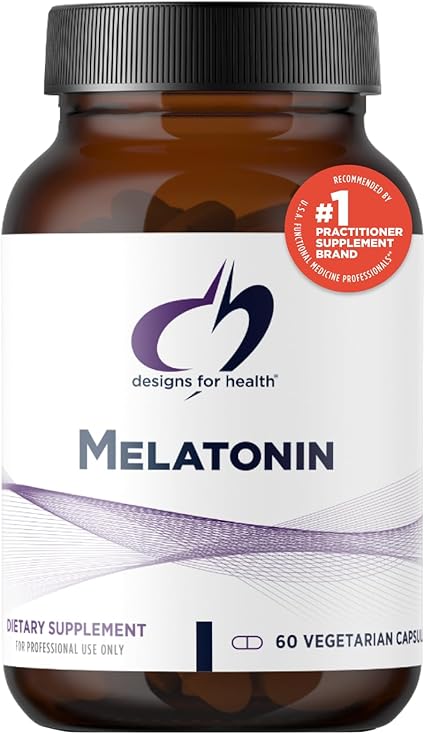 RECOMMENDED BY
U.S.A. FUNCTIONAL MEDICINE PROFESSIONALS**
#1
PRACTITIONER
SUPPLEMENT
BRAND
designs for health®
MELATONIN
DIETARY SUPPLEMENT
FOR PROFESSIONAL USE ONLY
60 VEGETARIAN CAPSUL